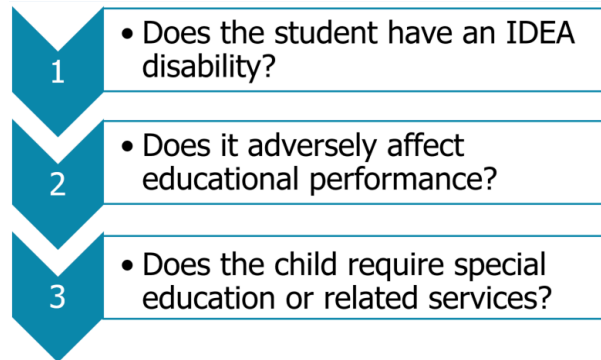 1
• Does the student have an IDEA
disability?
2
• Does it adversely affect
educational performance?
3
• Does the child require special
education or related services?